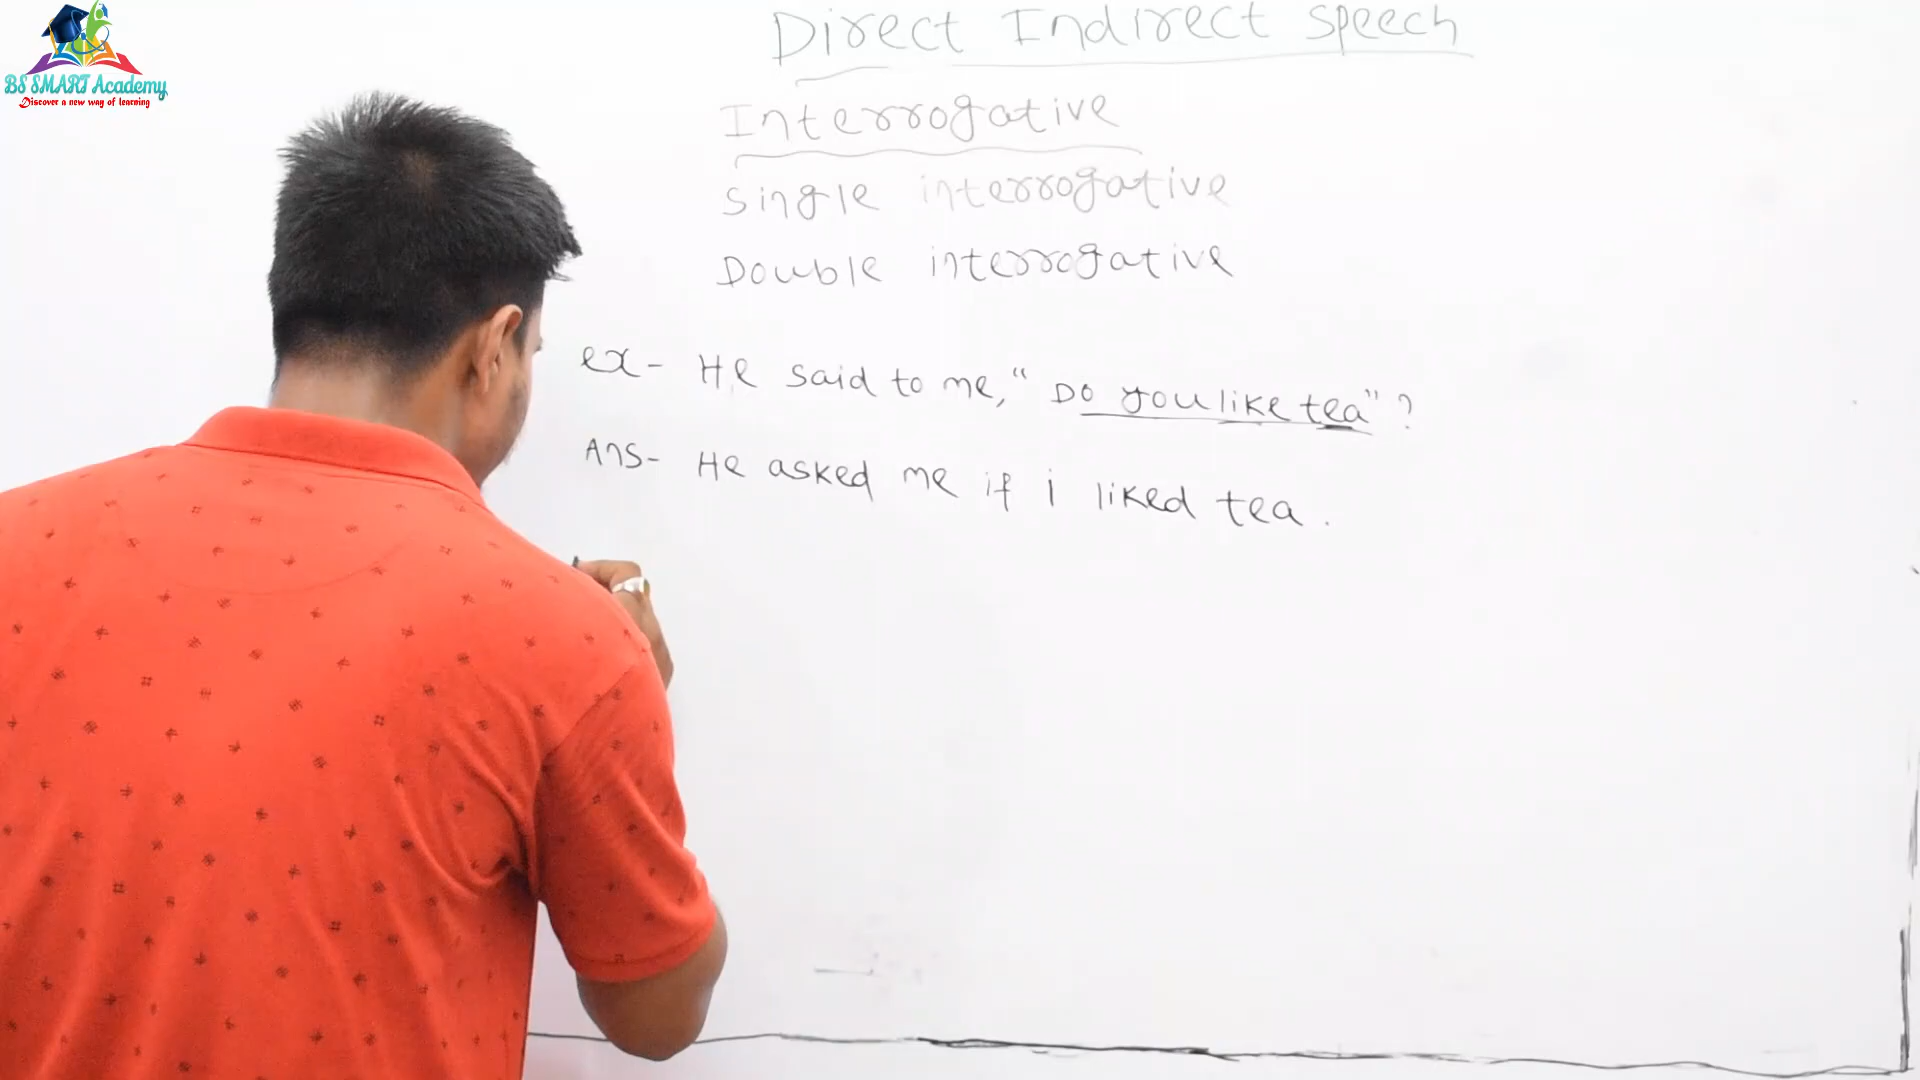 BS SMART Academy
Discover a new way of learning
Direct Indirect speech
Interrogative
single interrogative
Double interrogative
ex- He said to me, “ Do you like tea” ?
Ans- He asked me if i liked tea .